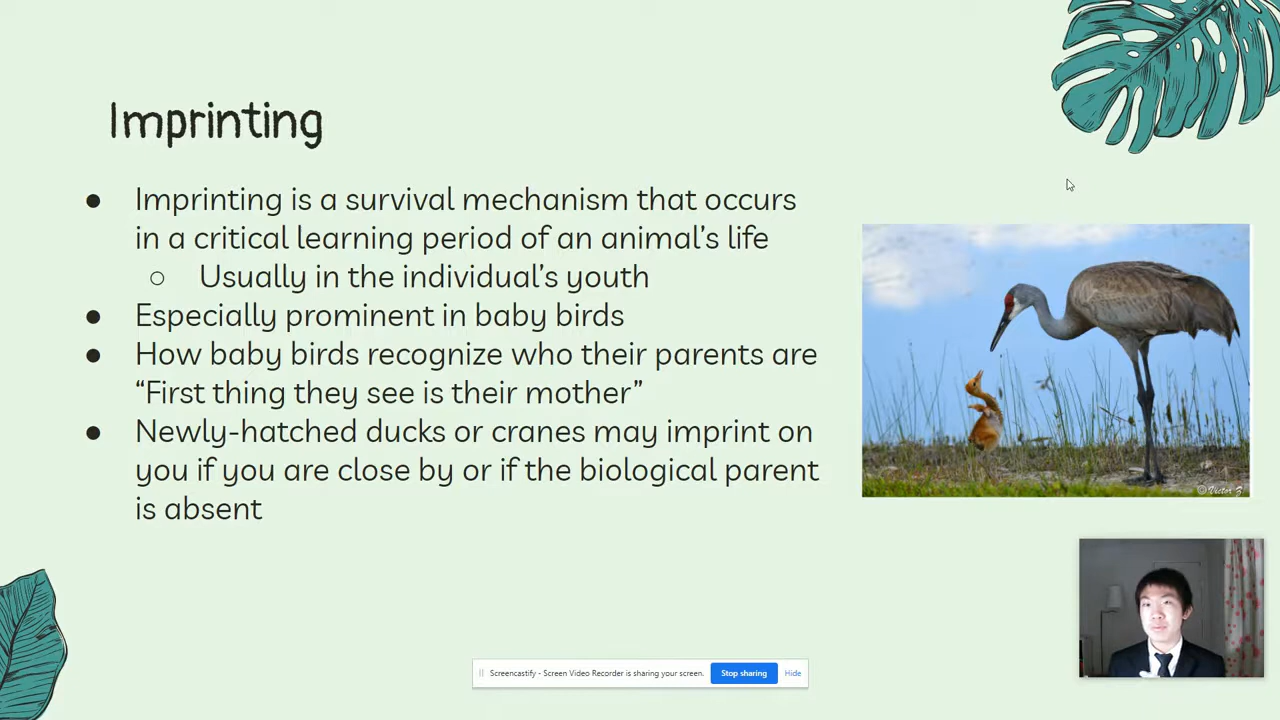 Imprinting
● Imprinting is a survival mechanism that occurs
in a critical learning period of an animal’s life
○ Usually in the individual’s youth
● Especially prominent in baby birds
● How baby birds recognize who their parents are
“First thing they see is their mother”
● Newly-hatched ducks or cranes may imprint on
you if you are close by or if the biological parent
is absent
©Victor Z
Screencastify - Screen Video Recorder is sharing your screen. Stop sharing Hide